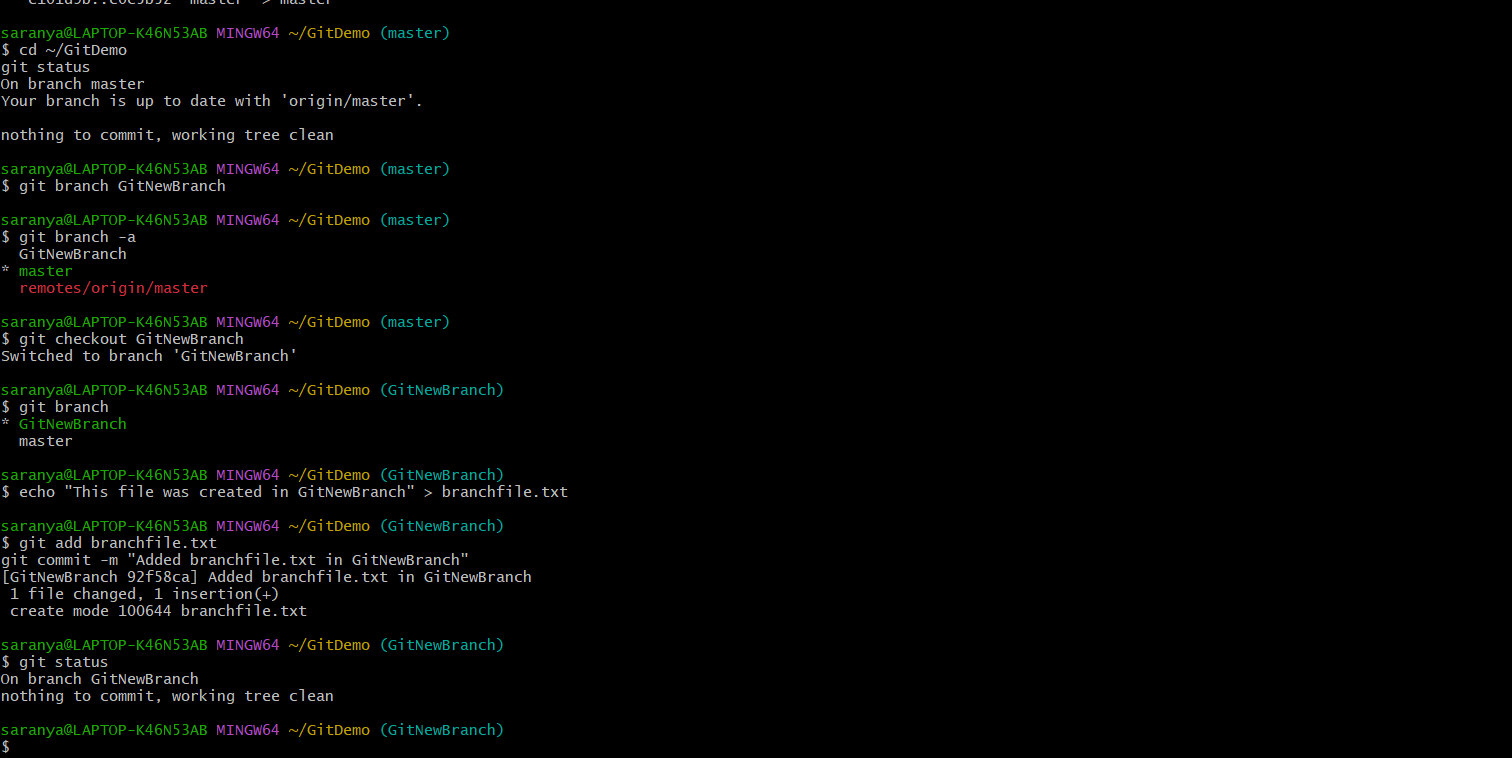 saranya@LAPTOP-K46N53AB MINGW64 ~/GitDemo (master)
$ cd ~/GitDemo
git status
On branch master
Your branch is up to date with 'origin/master'.
nothing to commit, working tree clean
saranya@LAPTOP-K46N53AB MINGW64 ~/GitDemo (master)
$ git branch GitNewBranch
saranya@LAPTOP-K46N53AB MINGW64 ~/GitDemo (master)
$ git branch -a
  GitNewBranch
* master
  remotes/origin/master
saranya@LAPTOP-K46N53AB MINGW64 ~/GitDemo (master)
$ git checkout GitNewBranch
Switched to branch 'GitNewBranch'
saranya@LAPTOP-K46N53AB MINGW64 ~/GitDemo (GitNewBranch)
$ git branch
* GitNewBranch
  master
saranya@LAPTOP-K46N53AB MINGW64 ~/GitDemo (GitNewBranch)
$ echo "This file was created in GitNewBranch" > branchfile.txt
saranya@LAPTOP-K46N53AB MINGW64 ~/GitDemo (GitNewBranch)
$ git add branchfile.txt
git commit -m "Added branchfile.txt in GitNewBranch"
[GitNewBranch 92f58ca] Added branchfile.txt in GitNewBranch
 1 file changed, 1 insertion(+)
 create mode 100644 branchfile.txt
saranya@LAPTOP-K46N53AB MINGW64 ~/GitDemo (GitNewBranch)
$ git status
On branch GitNewBranch
nothing to commit, working tree clean
saranya@LAPTOP-K46N53AB MINGW64 ~/GitDemo (GitNewBranch)
$